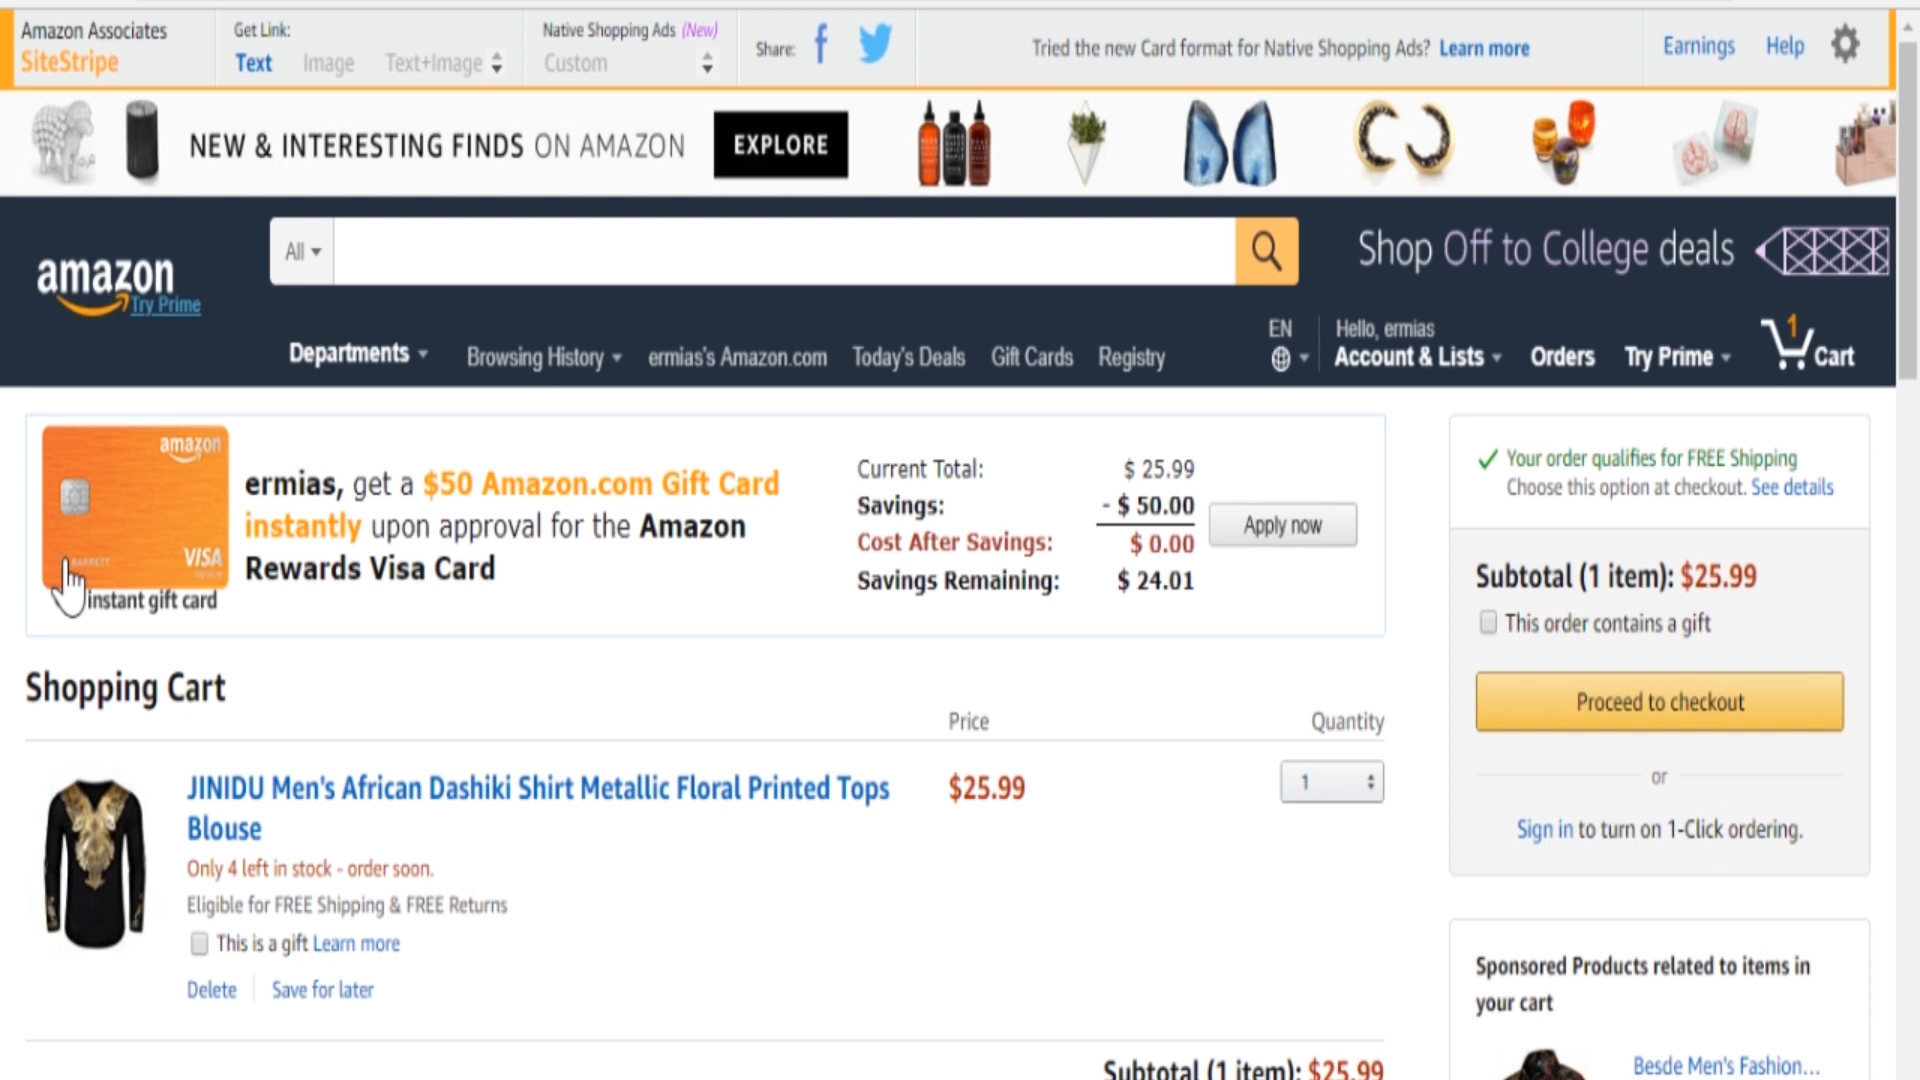 Amazon Associates
SiteStripe
Get Link:
Text Image Text+Image
Native Shopping Ads (New)
Custom
Share:
Tried the new Card format for Native Shopping Ads? Learn more
Earnings Help
NEW & INTERESTING FINDS ON AMAZON EXPLORE
amazon
Try Prime
All
Shop Off to College deals
Departments Browsing History ermias's Amazon.com Today's Deals Gift Cards Registry
EN
Hello, ermias
Account & Lists Orders Try Prime 1 Cart
amazon
VISA
instant gift card
ermias, get a $50 Amazon.com Gift Card
instantly upon approval for the Amazon
Rewards Visa Card
Current Total: $ 25.99
Savings: - $ 50.00
Cost After Savings: $ 0.00
Savings Remaining: $ 24.01
Apply now
Your order qualifies for FREE Shipping
Choose this option at checkout. See details
Subtotal (1 item): $25.99
This order contains a gift
Proceed to checkout
or
Sign in to turn on 1-Click ordering.
Shopping Cart
Price Quantity
JINIDU Men's African Dashiki Shirt Metallic Floral Printed Tops
Blouse
$25.99 1
Only 4 left in stock - order soon.
Eligible for FREE Shipping & FREE Returns
This is a gift Learn more
Delete Save for later
Subtotal (1 item): $25.99
Sponsored Products related to items in
your cart
Besde Men's Fashion...